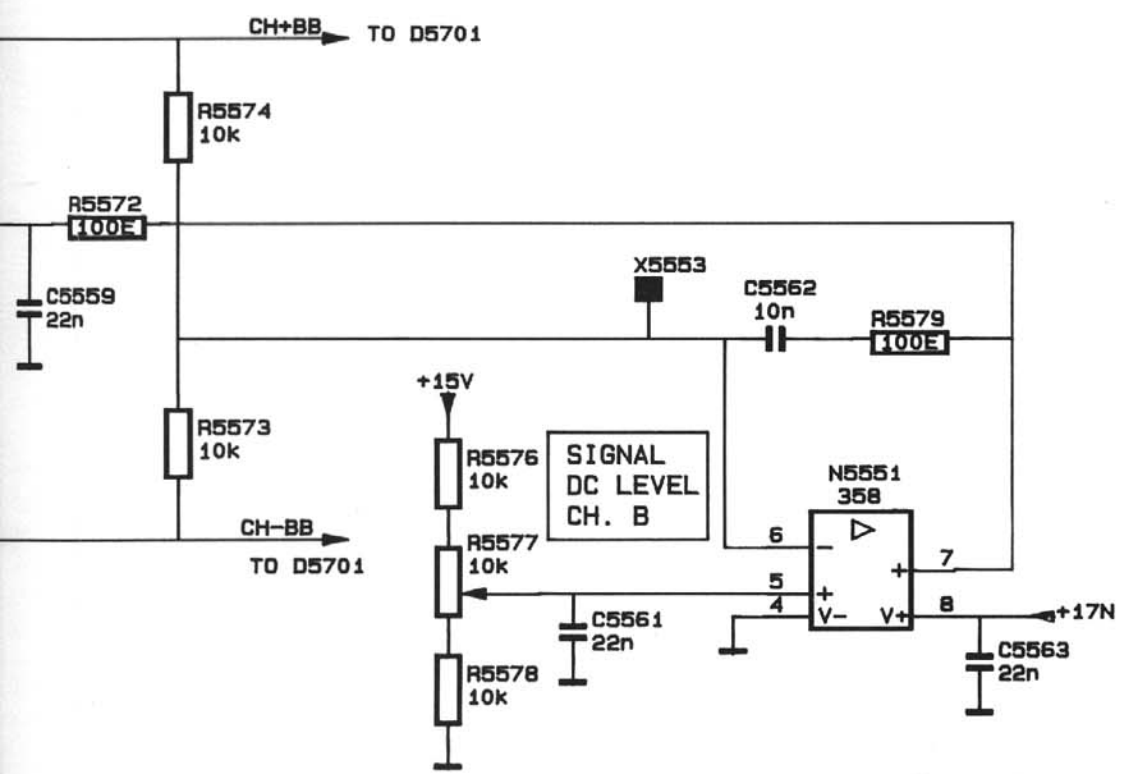 CH+BB
TO D5701
R5574
10k
R5572
100E
C5559
22n
X5553
C5562
10n
R5579
100E
+15V
R5573
10k
R5576
10k
SIGNAL
DC LEVEL
CH. B
N5551
358
CH-BB
TO D5701
R5577
10k
6
-
7
+
5
+
4
V-
V+
8
+17N
C5561
22n
C5563
22n
R5578
10k